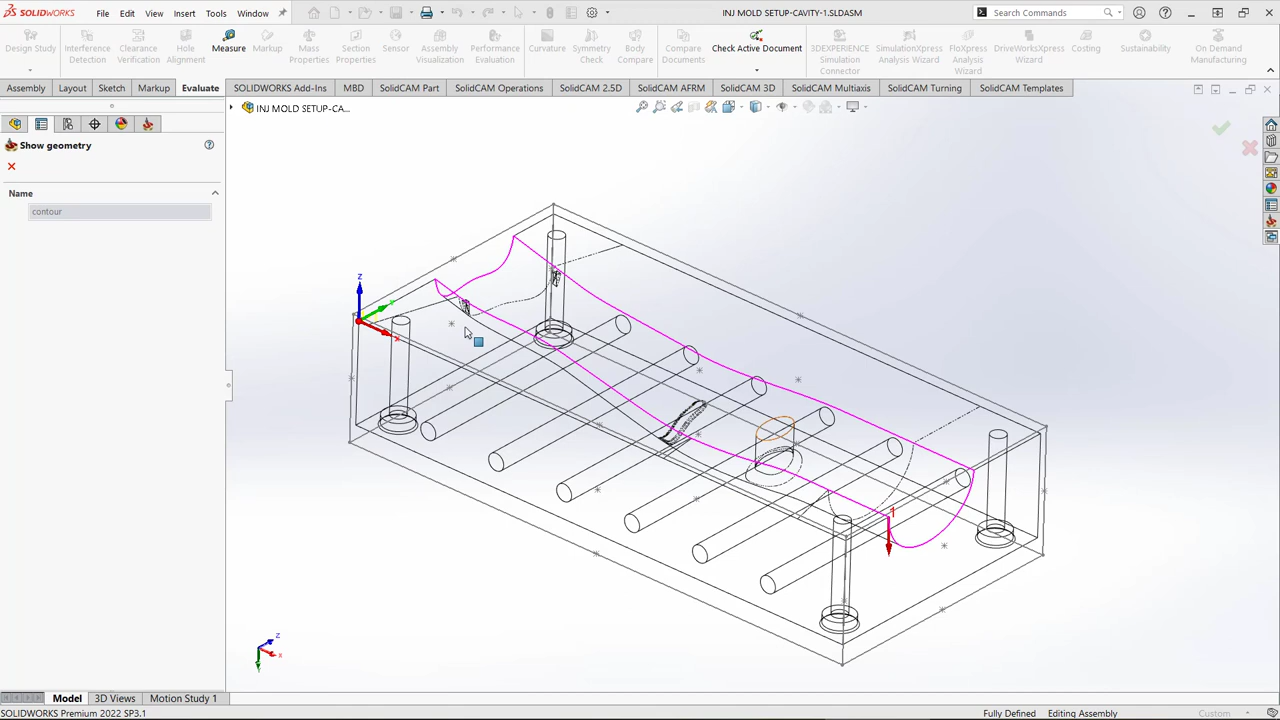 SOLIDWORKS File Edit View Insert Tools Window INJ MOLD SETUP-CAVITY-1.SLDASM Search Commands
Design Study
Interference Detection
Clearance Verification
Hole Alignment
Measure
Markup
Mass Properties
Section Properties
Sensor
Assembly Visualization
Performance Evaluation
Curvature
Symmetry Check
Body Compare
Compare Documents
Check Active Document
3DEXPERIENCE Simulation Connector
SimulationXpress Analysis Wizard
FloXpress Analysis Wizard
DriveWorksXpress Wizard
Costing
Sustainability
On Demand Manufacturing
Assembly Layout Sketch Markup Evaluate SOLIDWORKS Add-Ins MBD SolidCAM Part SolidCAM Operations SolidCAM 2.5D SolidCAM AFRM SolidCAM 3D SolidCAM Multiaxis SolidCAM Turning SolidCAM Templates
INJ MOLD SETUP-CA...
Show geometry
Name
contour
z
x
1
z
x
Model 3D Views Motion Study 1
SOLIDWORKS Premium 2022 SP3.1 Fully Defined Editing Assembly Custom